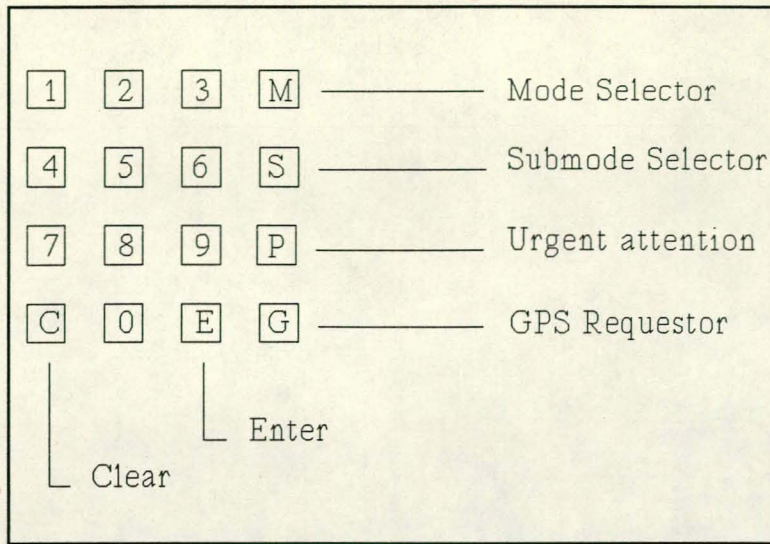 1 2 3 M Mode Selector
4 5 6 S Submode Selector
7 8 9 P Urgent attention
C 0 E G GPS Requestor
Enter
Clear